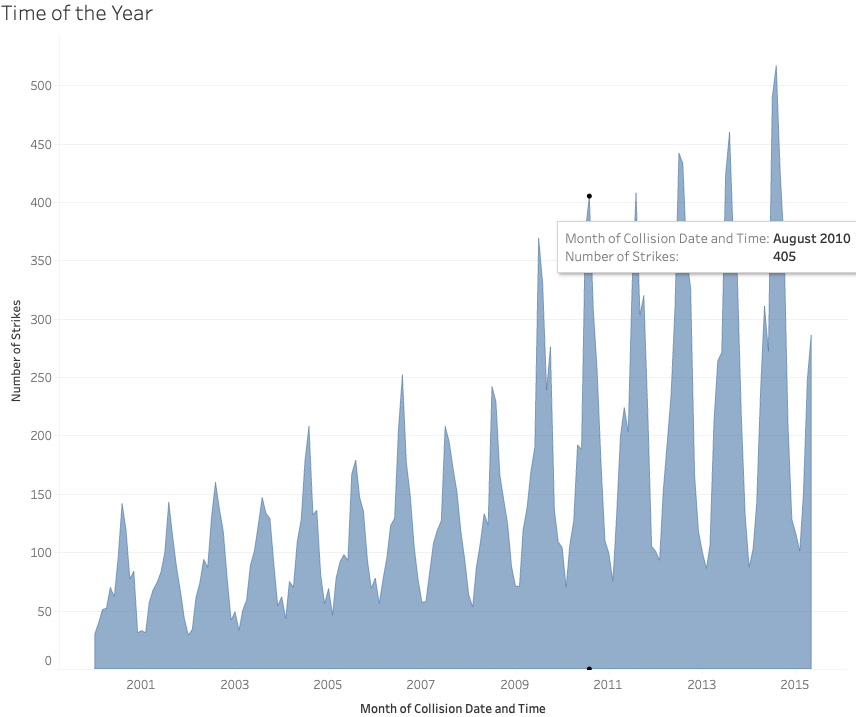 Time of the Year
500
450
400
350
300
250
200
150
100
50
0
Number of Strikes
Month of Collision Date and Time: August 2010
Number of Strikes: 405
2001 2003 2005 2007 2009 2011 2013 2015
Month of Collision Date and Time